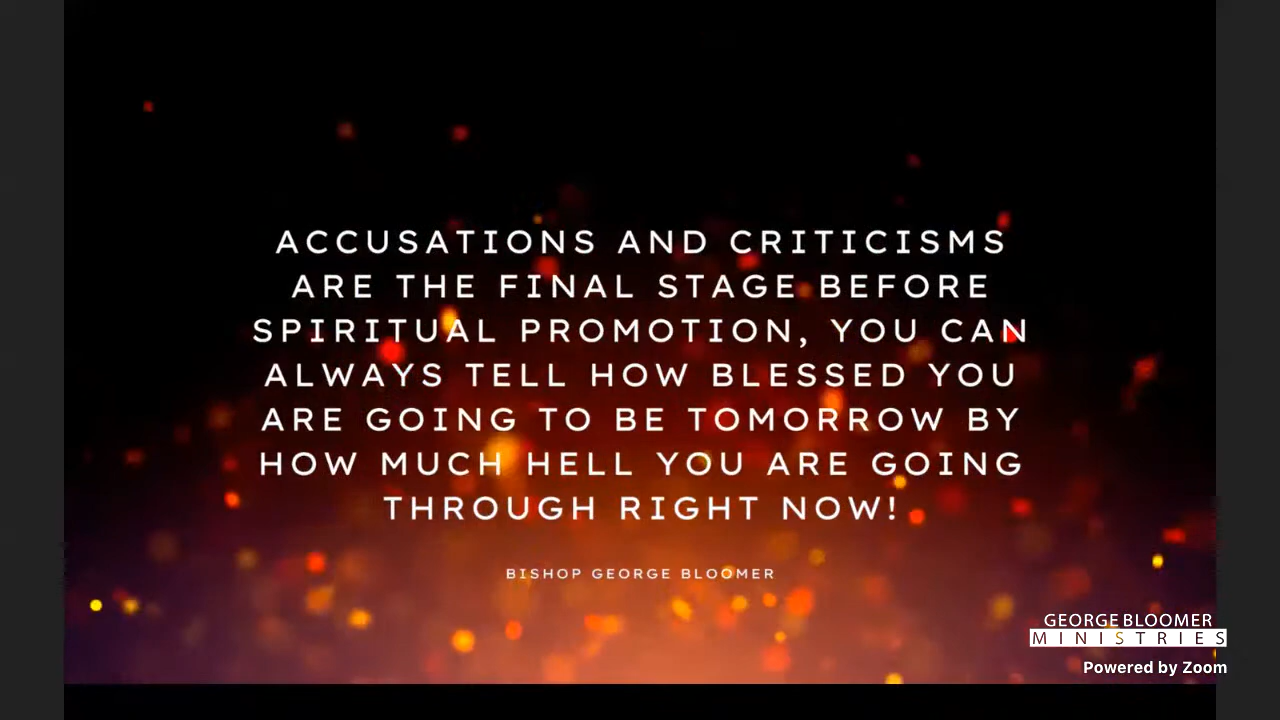 ACCUSATIONS AND CRITICISMS
ARE THE FINAL STAGE BEFORE
SPIRITUAL PROMOTION, YOU CAN
ALWAYS TELL HOW BLESSED YOU
ARE GOING TO BE TOMORROW BY
HOW MUCH HELL YOU ARE GOING
THROUGH RIGHT NOW!
BISHOP GEORGE BLOOMER
GEORGE BLOOMER
MINISTRIES
Powered by Zoom